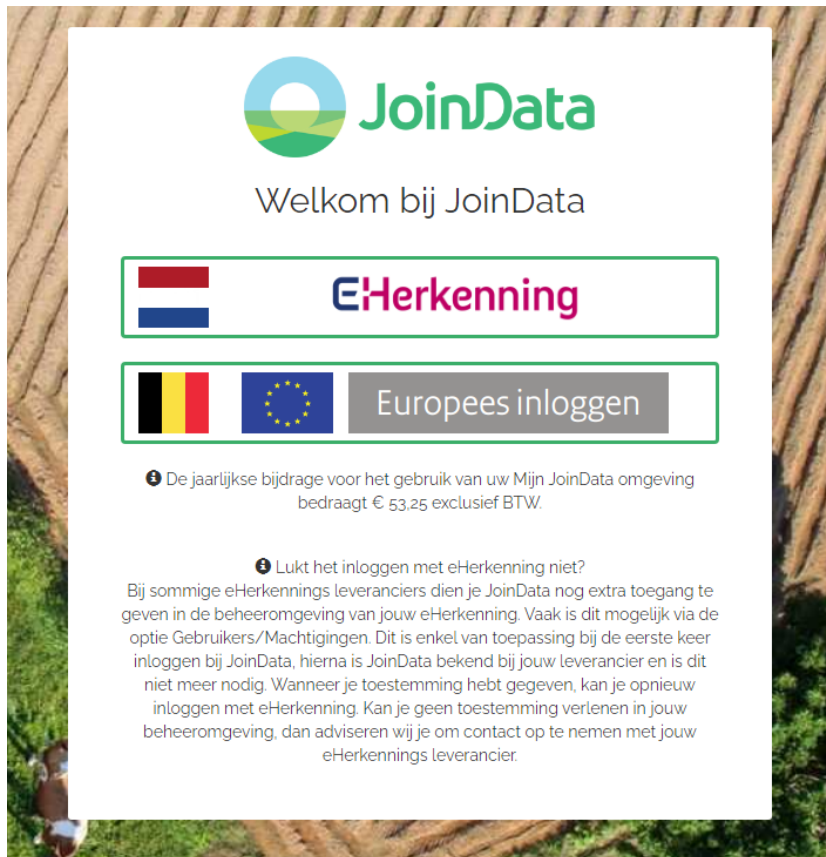 JoinData
Welkom bij JoinData
EHerkenning
Europees inloggen
De jaarlijkse bijdrage voor het gebruik van uw Mijn JoinData omgeving
bedraagt € 53,25 exclusief BTW.
Lukt het inloggen met eHerkenning niet?
Bij sommige eHerkennings leveranciers dien je JoinData nog extra toegang te
geven in de beheeromgeving van jouw eHerkenning. Vaak is dit mogelijk via de
optie Gebruikers/Machtigingen. Dit is enkel van toepassing bij de eerste keer
inloggen bij JoinData, hierna is JoinData bekend bij jouw leverancier en is dit
niet meer nodig. Wanneer je toestemming hebt gegeven, kan je opnieuw
inloggen met eHerkenning. Kan je geen toestemming verlenen in jouw
beheeromgeving, dan adviseren wij je om contact op te nemen met jouw
eHerkennings leverancier.